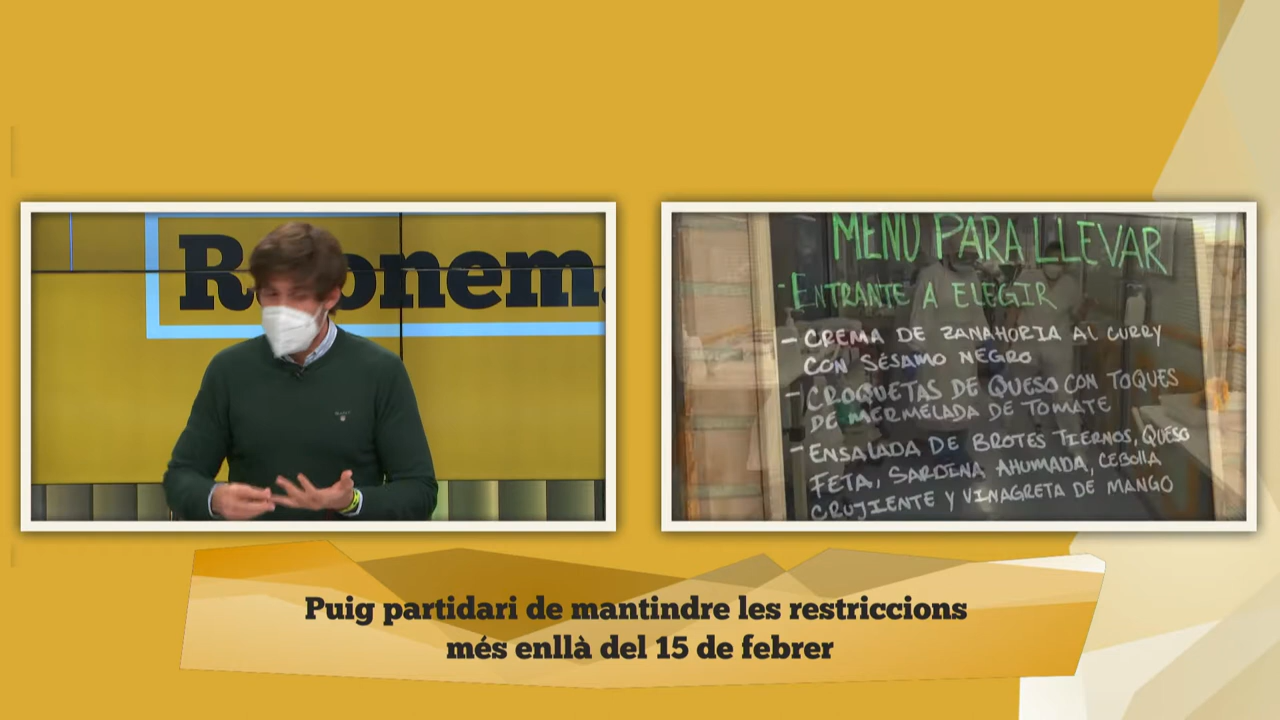 R onem.
MENU PARA LLEVAR
- ENTRANTE A ELEGIR
- CREMA DE ZANAHORIA AL CURRY
CON SÉSAMO NEGRO
- CROQUETAS DE QUESO CON TOQUES
DE MERMELADA DE TOMATE
- ENSALADA DE BROTES TIERNOS, QUESO
FETA, SARDINA AHUMADA, CEBOLLA
CRUJIENTE Y VINAGRETA DE MANGO
Puig partidari de mantindre les restriccions
més enllà del 15 de febrer